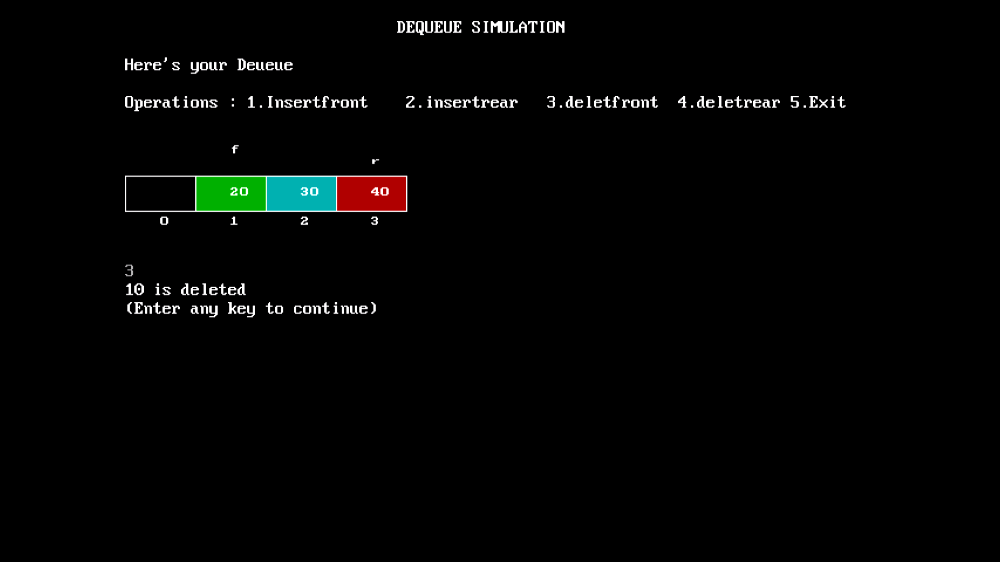 DEQUEUE SIMULATION
Here's your Deueue
Operations : 1.Insertfront 2.insertrear 3.deletfront 4.deletrear 5.Exit
f
r
20 30 40
0 1 2 3
3
10 is deleted
(Enter any key to continue)